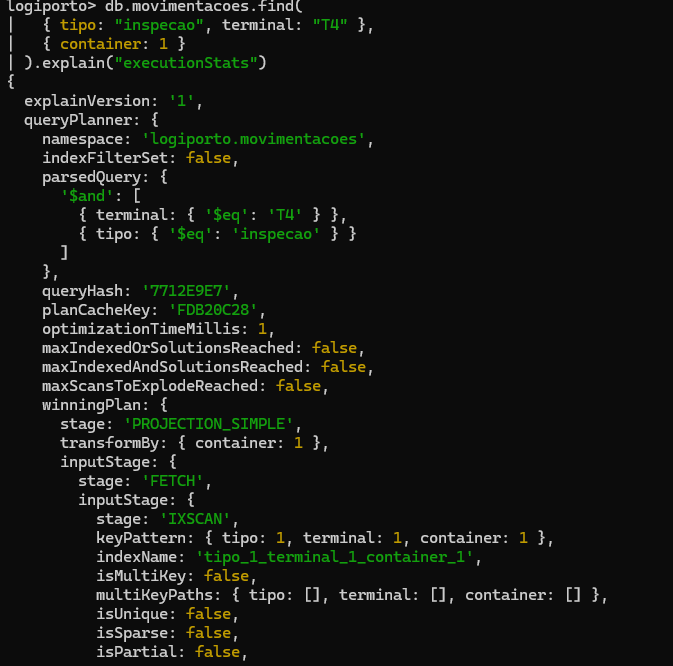 logiporto> db.movimentacoes.find(
|   { tipo: "inspecao", terminal: "T4" },
|   { container: 1 }
| ).explain("executionStats")
{
  explainVersion: '1',
  queryPlanner: {
    namespace: 'logiporto.movimentacoes',
    indexFilterSet: false,
    parsedQuery: {
      '$and': [
        { terminal: { '$eq': 'T4' } },
        { tipo: { '$eq': 'inspecao' } }
      ]
    },
    queryHash: '7712E9E7',
    planCacheKey: 'FDB20C28',
    optimizationTimeMillis: 1,
    maxIndexedOrSolutionsReached: false,
    maxIndexedAndSolutionsReached: false,
    maxScansToExplodeReached: false,
    winningPlan: {
      stage: 'PROJECTION_SIMPLE',
      transformBy: { container: 1 },
      inputStage: {
        stage: 'FETCH',
        inputStage: {
          stage: 'IXSCAN',
          keyPattern: { tipo: 1, terminal: 1, container: 1 },
          indexName: 'tipo_1_terminal_1_container_1',
          isMultiKey: false,
          multiKeyPaths: { tipo: [], terminal: [], container: [] },
          isUnique: false,
          isSparse: false,
          isPartial: false,